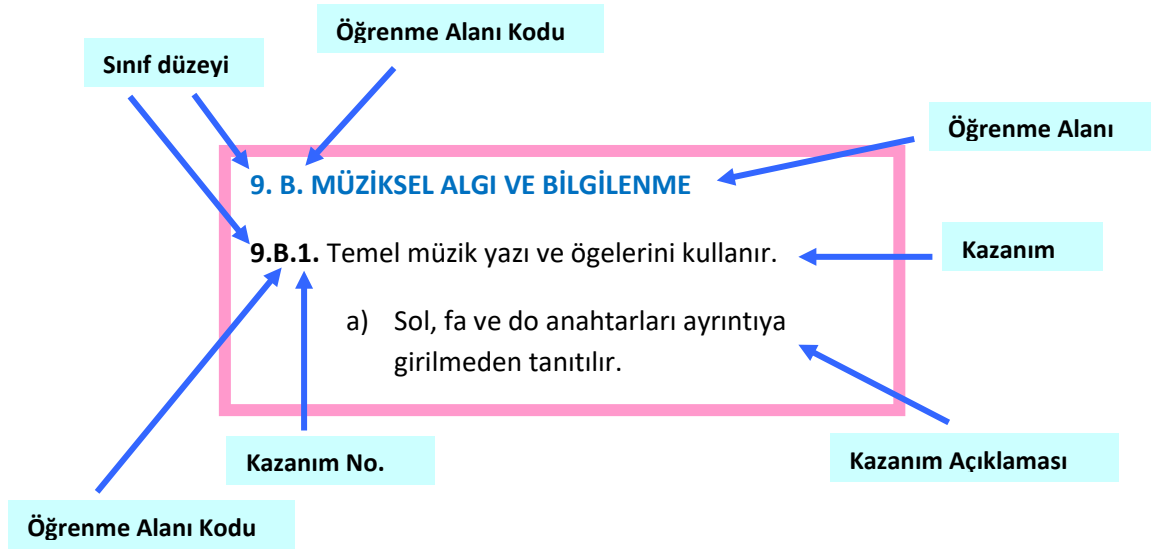 Öğrenme Alanı Kodu
Sınıf düzeyi
Öğrenme Alanı
9. B. MÜZİKSEL ALGI VE BİLGİLENME
9.B.1. Temel müzik yazı ve ögelerini kullanır.
Kazanım
a) Sol, fa ve do anahtarları ayrıntıya
girilmeden tanıtılır.
Kazanım No.
Kazanım Açıklaması
Öğrenme Alanı Kodu